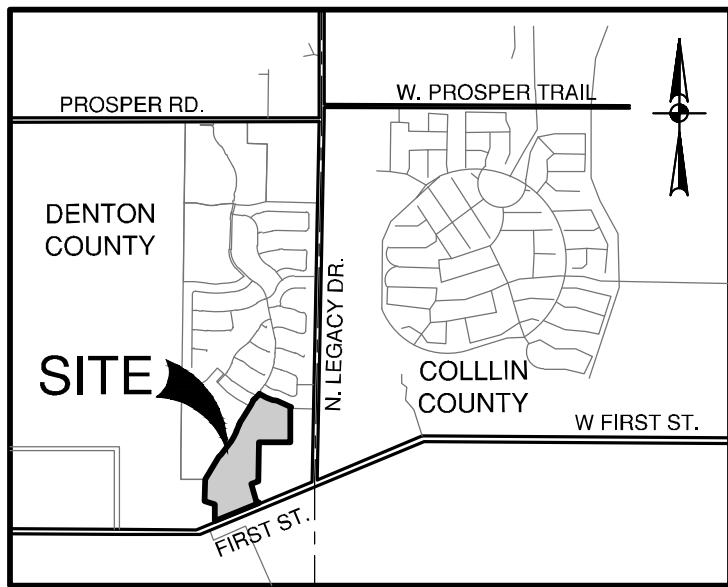 PROSPER RD.
W. PROSPER TRAIL
DENTON
COUNTY
N. LEGACY DR.
SITE
COLLLIN
COUNTY
W FIRST ST.
FIRST ST.